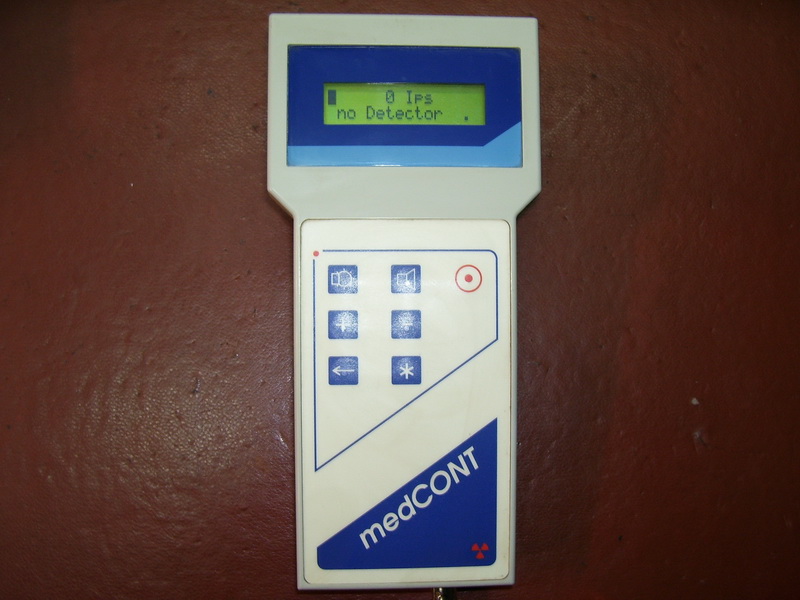 0 Ips
no Detector .
medCONT